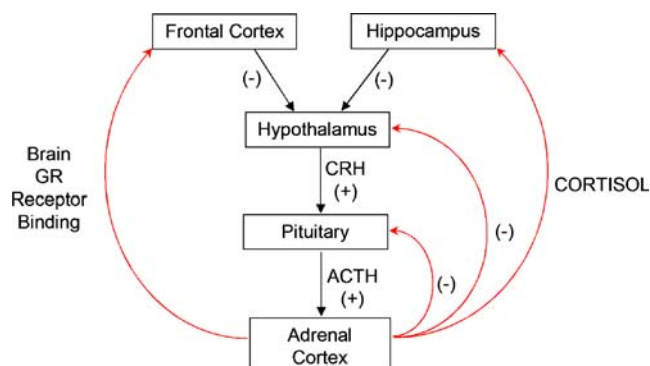 Frontal Cortex
Hippocampus
(-)
(-)
Hypothalamus
Brain
GR
Receptor
Binding
CRH
(+)
CORTISOL
Pituitary
(-)
(-)
ACTH
(+)
Adrenal
Cortex